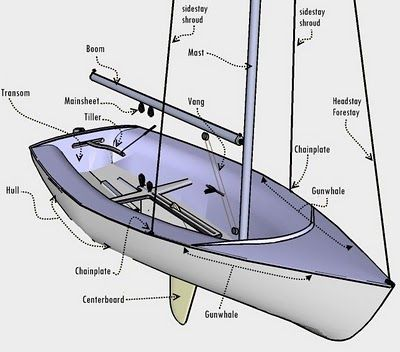 sidestay
shroud
sidestay
shroud
Boom
Mast
Mainsheet
Tiller
Vang
Transom
Headstay
Forestay
Chainplate
Gunwhale
Hull
Chainplate
Centerboard
Gunwhale